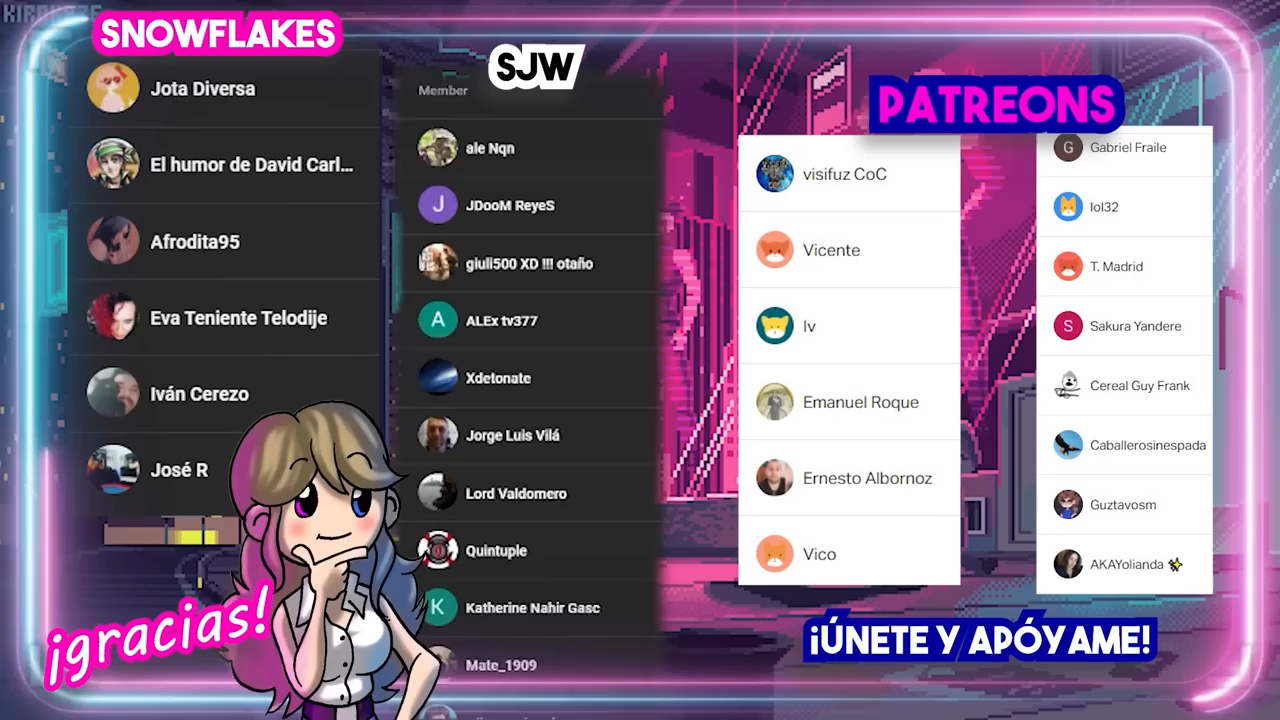 KIROKAZE
SNOWFLAKES
Jota Diversa
El humor de David Carl...
Afrodita95
Eva Teniente Telodije
Iván Cerezo
José R
¡gracias!
SJW
Member
ale Nqn
J
JDooM ReyeS
giuli500 XD !!! otaño
A
ALEx tv377
Xdetonate
Jorge Luis Vilá
Lord Valdomero
Quintuple
K
Katherine Nahir Gasc
Mate_1909
PATREONS
visifuz CoC
Vicente
Iv
Emanuel Roque
Ernesto Albornoz
Vico
G
Gabriel Fraile
lol32
T. Madrid
S
Sakura Yandere
Cereal Guy Frank
Caballerosinespada
Guztavosm
AKAYolianda ✨
¡ÚNETE Y APÓYAME!